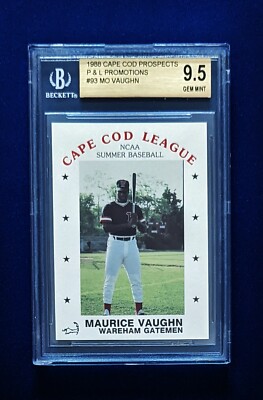 1988 CAPE COD PROSPECTS
P & L PROMOTIONS
#93 MO VAUGHN
BECKETT
9.5
GEM MINT
CAPE COD LEAGUE
NCAA
SUMMER BASEBALL
MAURICE VAUGHN
WAREHAM GATEMEN